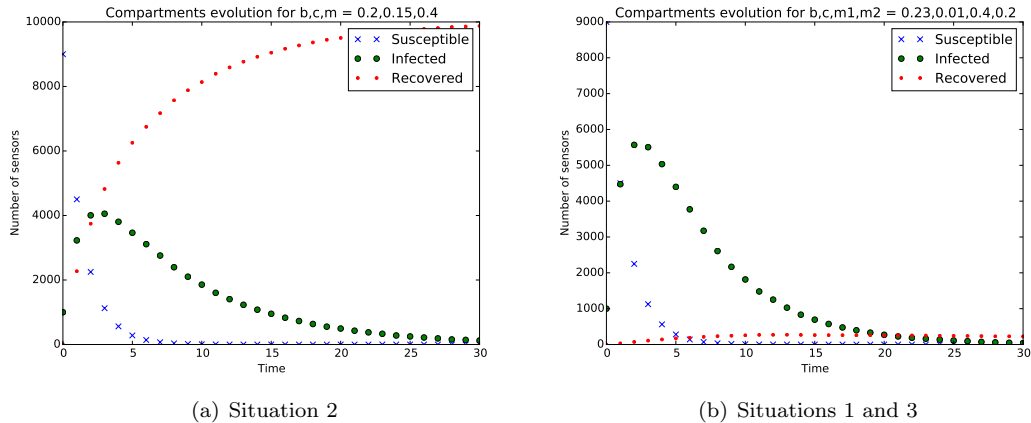 Compartments evolution for b,c,m = 0.2,0.15,0.4
10000
8000
6000
4000
2000
0
Number of sensors
0 5 10 15 20 25 30
Time
Susceptible
Infected
Recovered
(a) Situation 2
Compartments evolution for b,c,m1,m2 = 0.23,0.01,0.4,0.2
9000
8000
7000
6000
5000
4000
3000
2000
1000
0
Number of sensors
0 5 10 15 20 25 30
Time
Susceptible
Infected
Recovered
(b) Situations 1 and 3